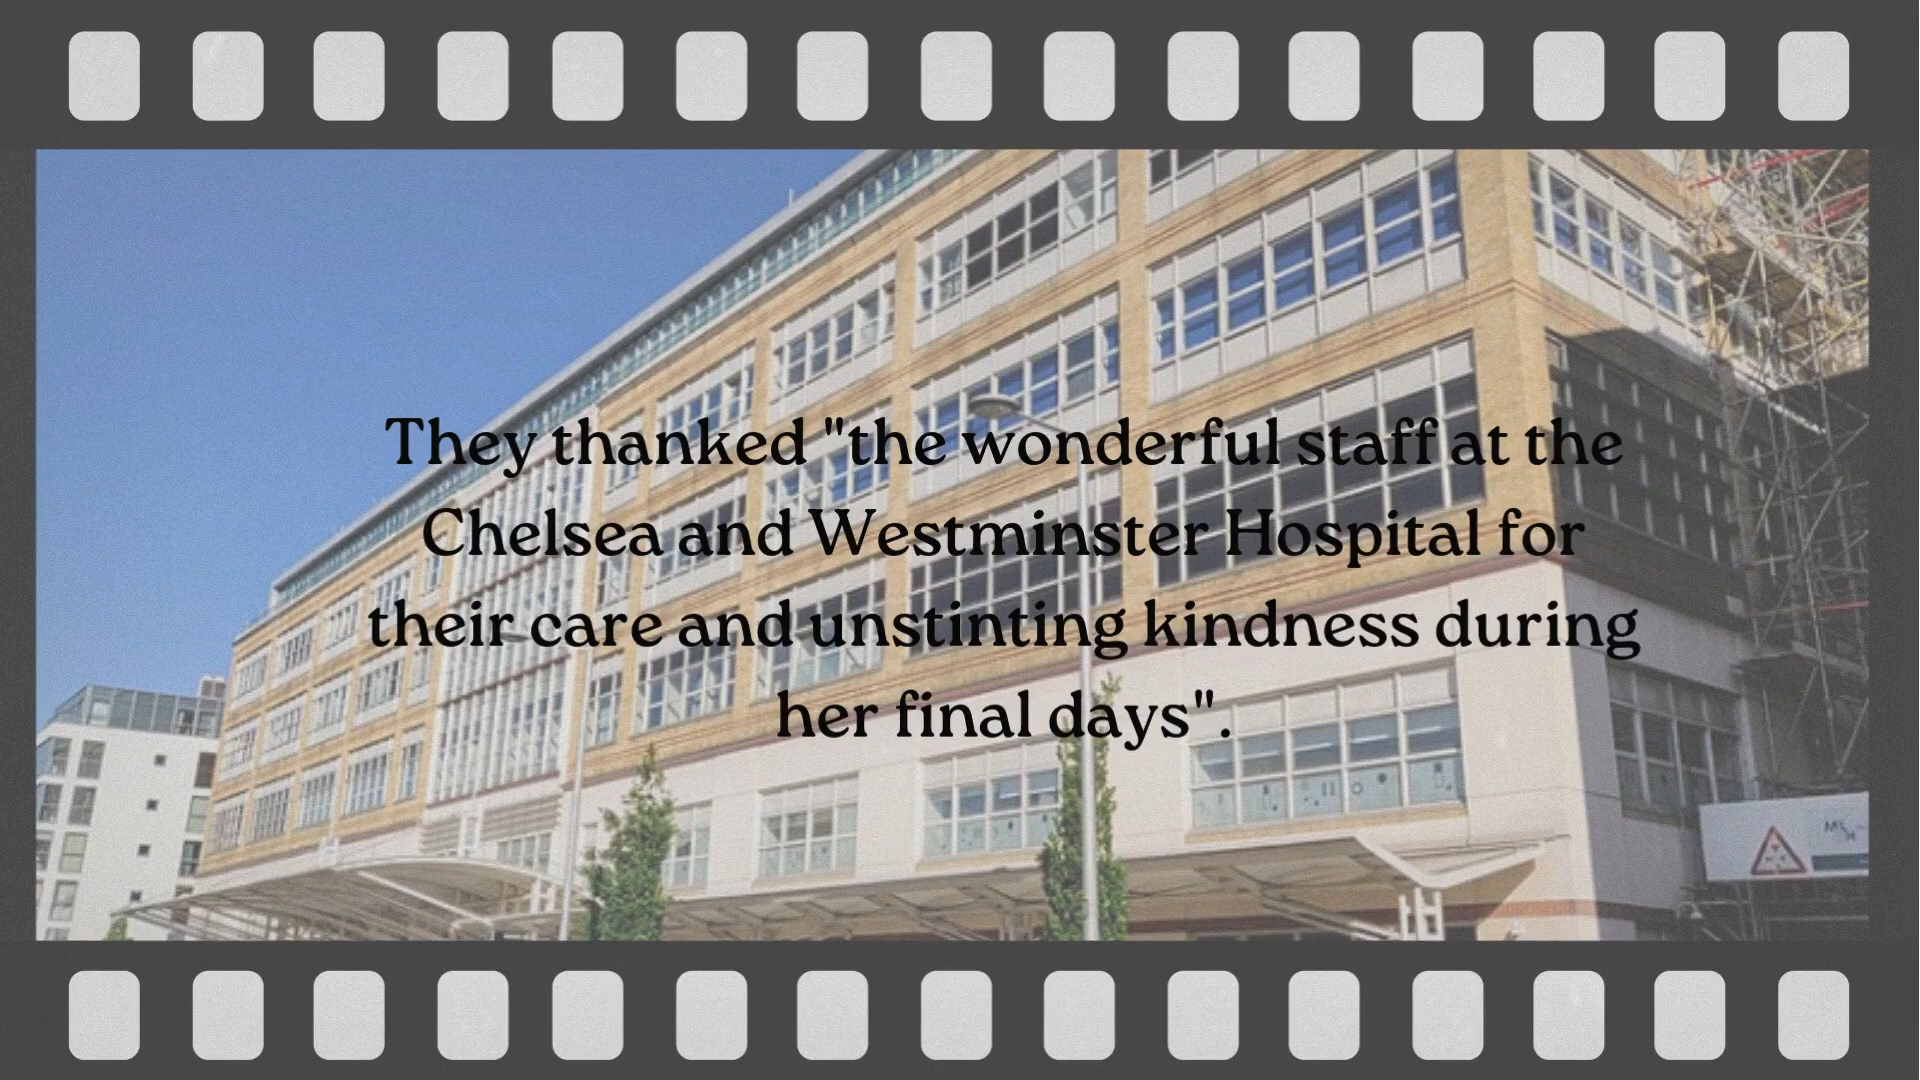 They thanked "the wonderful staff at the
Chelsea and Westminster Hospital for
their care and unstinting kindness during
her final days".